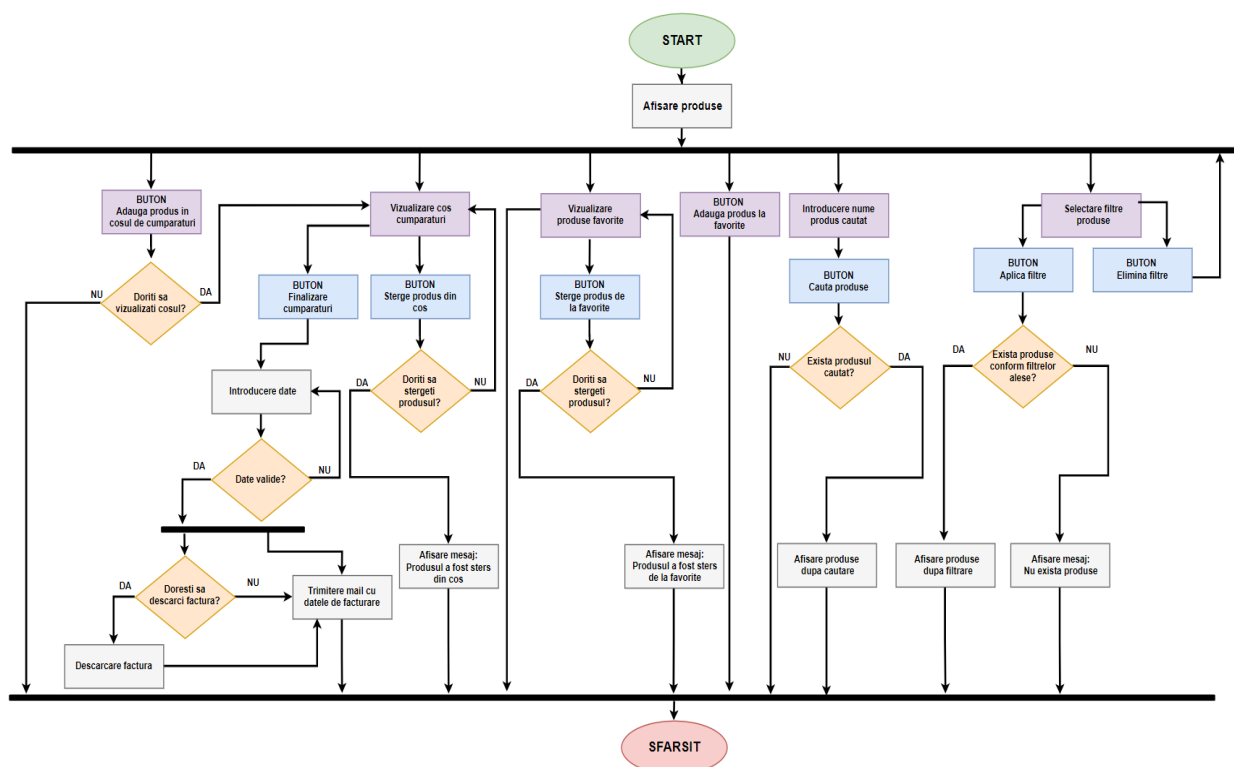 START
Afisare produse
BUTON
Adauga produs in
cosul de cumparaturi
Vizualizare cos
cumparaturi
Vizualizare
produse favorite
BUTON
Adauga produs la
favorite
Introducere nume
produs cautat
Selectare filtre
produse
NU
Doriti sa
vizualizati cosul?
DA
BUTON
Finalizare
cumparaturi
BUTON
Sterge produs din
cos
BUTON
Sterge produs de
la favorite
BUTON
Cauta produse
BUTON
Aplica filtre
BUTON
Elimina filtre
Introducere date
DA
Doriti sa
stergeti
produsul?
NU
DA
Doriti sa
stergeti
produsul?
NU
NU
Exista produsul
cautat?
DA
DA
Exista produse
conform filtrelor
alese?
NU
DA
Date valide?
NU
DA
Doresti sa
descarci factura?
NU
Trimitere mail cu
datele de facturare
Afisare mesaj:
Produsul a fost sters
din cos
Afisare mesaj:
Produsul a fost sters
de la favorite
Afisare produse
dupa cautare
Afisare produse
dupa filtrare
Afisare mesaj:
Nu exista produse
Descarcare factura
SFARSIT